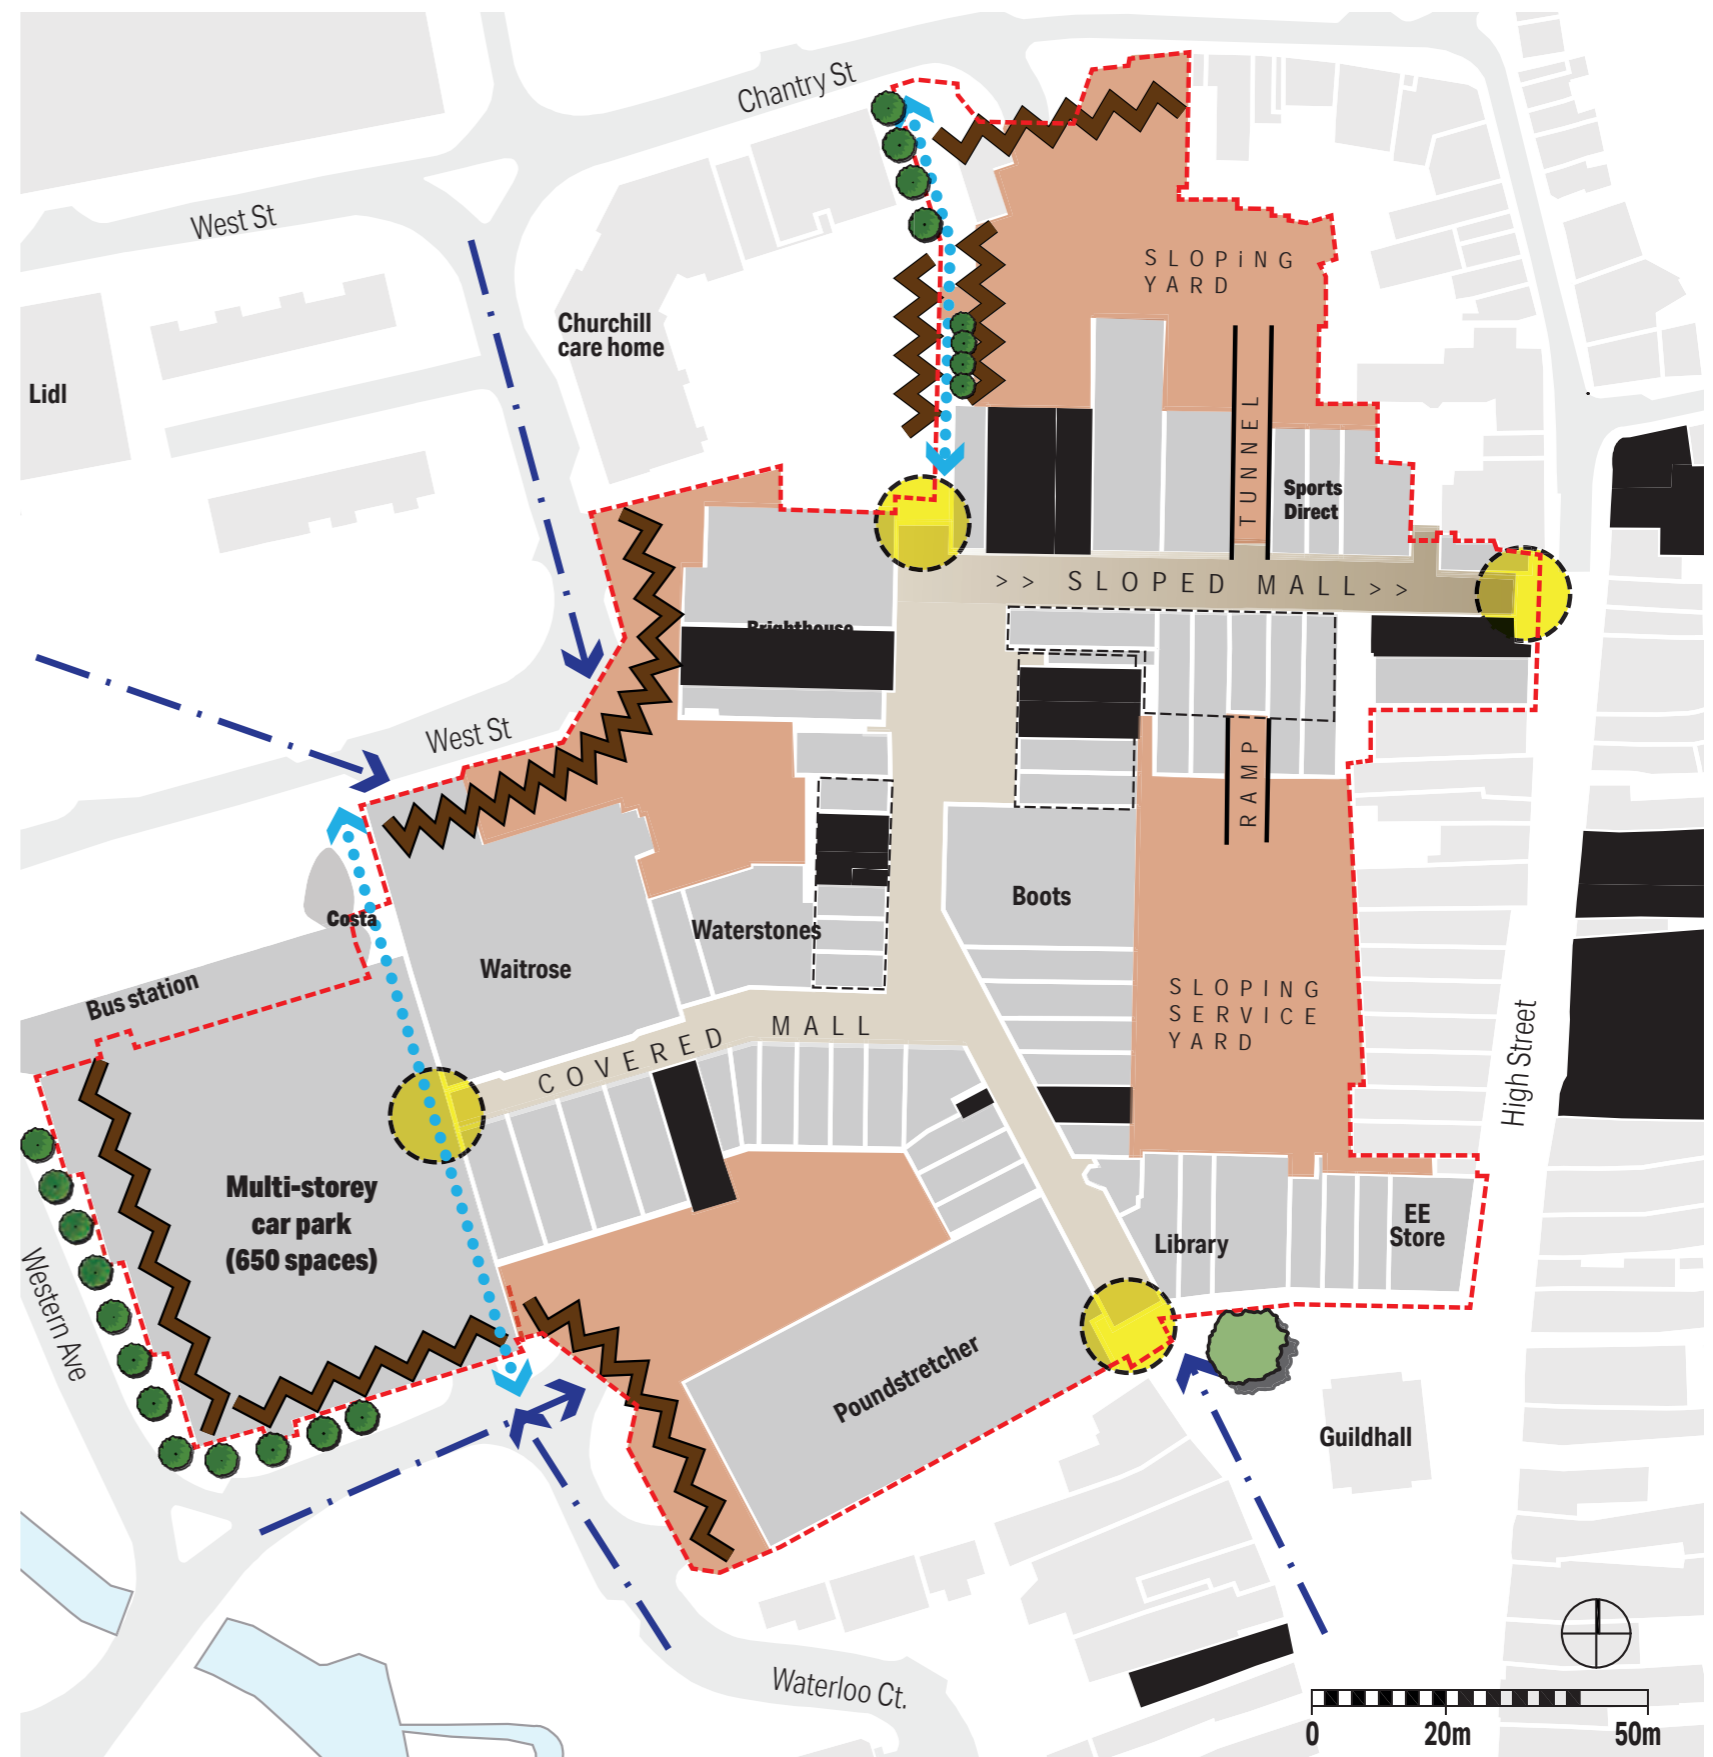 Chantry St
West St
SLOPiNG
YARD
Churchill
care home
Lidl
TUNNEL
Sports
Direct
>> SLOPED MALL>>
Brighthouse
West St
RAMP
Boots
Costa
Waterstones
Waitrose
Bus station
SLOPING
SERVICE
YARD
COVERED MALL
High Street
Multi-storey
car park
(650 spaces)
EE
Store
Library
Western Ave
Poundstretcher
Guildhall
Waterloo Ct.
0 20m 50m